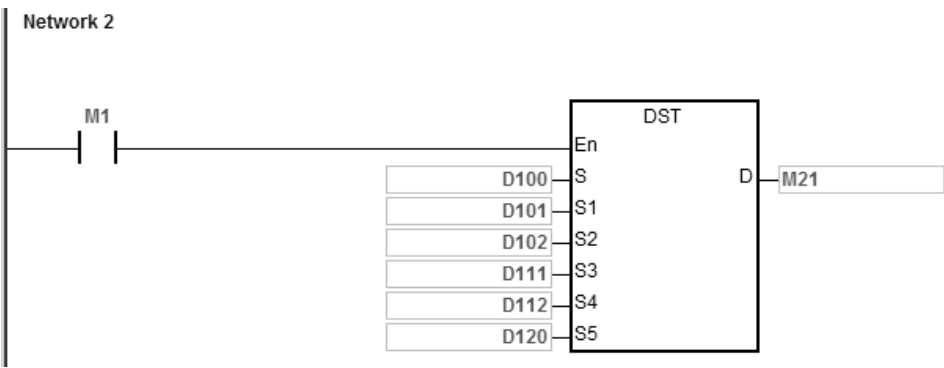 Network 2
M1
DST
En
D100 S D M21
D101 S1
D102 S2
D111 S3
D112 S4
D120 S5